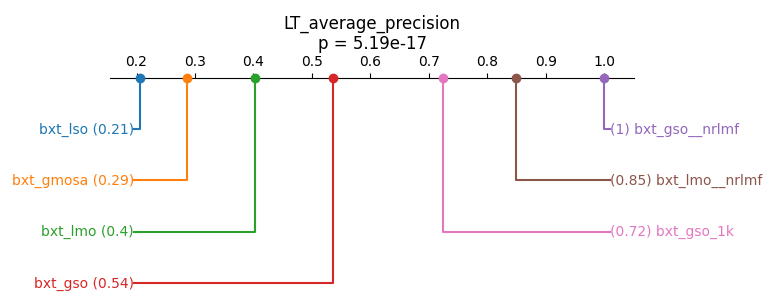 LT_average_precision
p = 5.19e-17
0.2 0.3 0.4 0.5 0.6 0.7 0.8 0.9 1.0
bxt_lso (0.21) (1) bxt_gso__nrlmf
bxt_gmosa (0.29) (0.85) bxt_lmo__nrlmf
bxt_lmo (0.4) (0.72) bxt_gso_1k
bxt_gso (0.54)